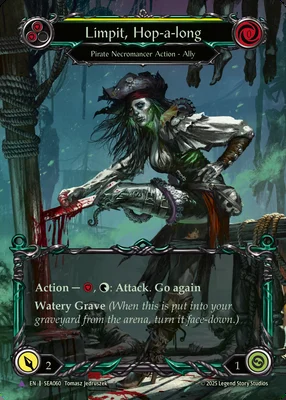 Limpit, Hop-a-long
Pirate Necromancer Action - Ally
Action — : Attack. Go again
Watery Grave (When this is put into your
graveyard from the arena, turn it face-down.)
2
1
EN SEA060 Tomasz Jedruszek
© 2025 Legend Story Studios